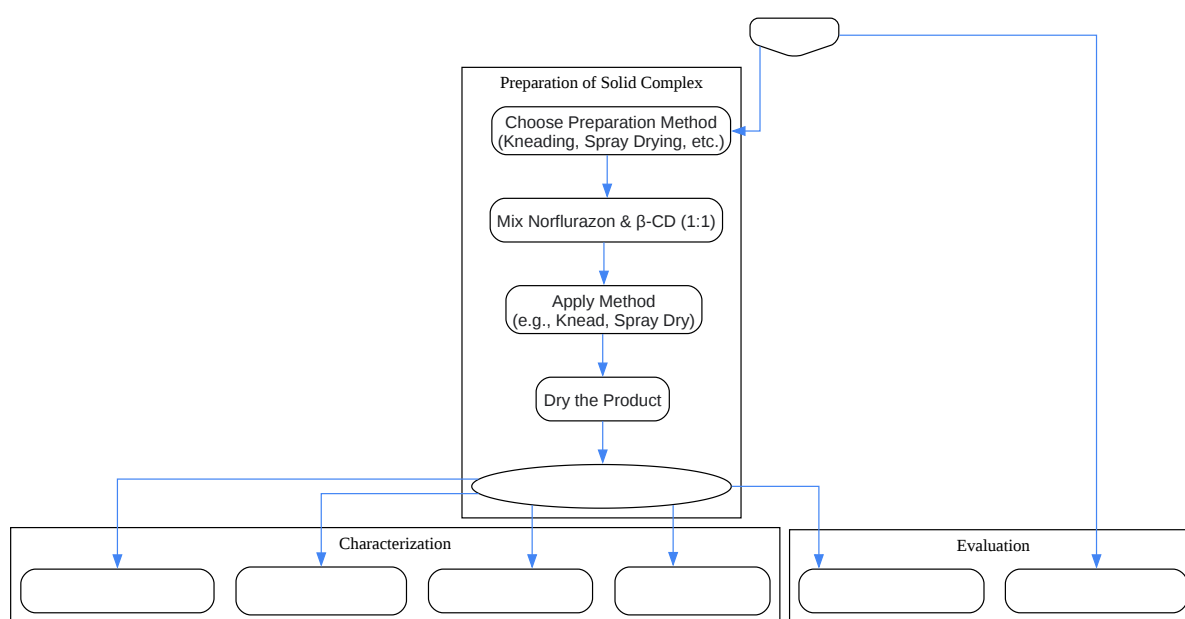 Preparation of Solid Complex
Choose Preparation Method
(Kneading, Spray Drying, etc.)
Mix Norflurazon & β-CD (1:1)
Apply Method
(e.g., Knead, Spray Dry)
Dry the Product
Characterization
Evaluation